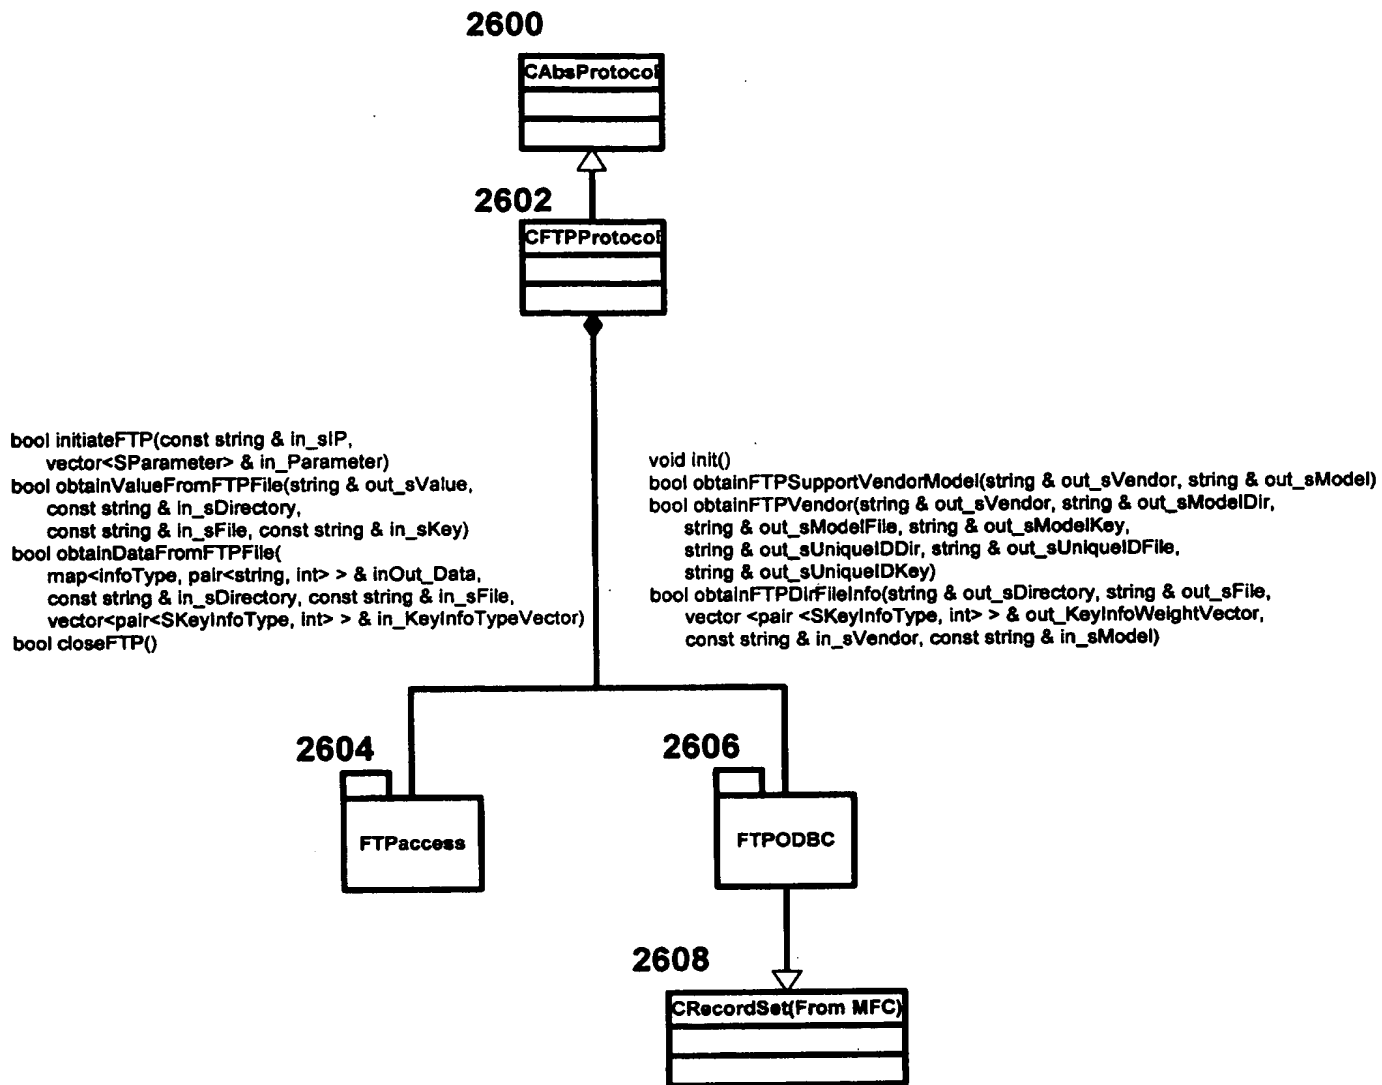 2600
CAbsProtocol
2602
CFTPProtocol
bool initiateFTP(const string & in_sIP,
vector<SParameter> & in_Parameter)
bool obtainValueFromFTPFile(string & out_sValue,
const string & in_sDirectory,
const string & in_sFile, const string & in_sKey)
bool obtainDataFromFTPFile(
map<infoType, pair<string, int> > & inOut_Data,
const string & in_sDirectory, const string & in_sFile,
vector<pair<SKeyInfoType, int> > & in_KeyInfoTypeVector)
bool closeFTP()
void init()
bool obtainFTPSupportVendorModel(string & out_sVendor, string & out_sModel)
bool obtainFTPVendor(string & out_sVendor, string & out_sModelDir,
string & out_sModelFile, string & out_sModelKey,
string & out_sUniqueIDDir, string & out_sUniqueIDFile,
string & out_sUniqueIDKey)
bool obtainFTPDirFileInfo(string & out_sDirectory, string & out_sFile,
vector <pair <SKeyInfoType, int> > & out_KeyInfoWeightVector,
const string & in_sVendor, const string & in_sModel)
2604
FTPaccess
2606
FTPODBC
2608
CRecordSet(From MFC)